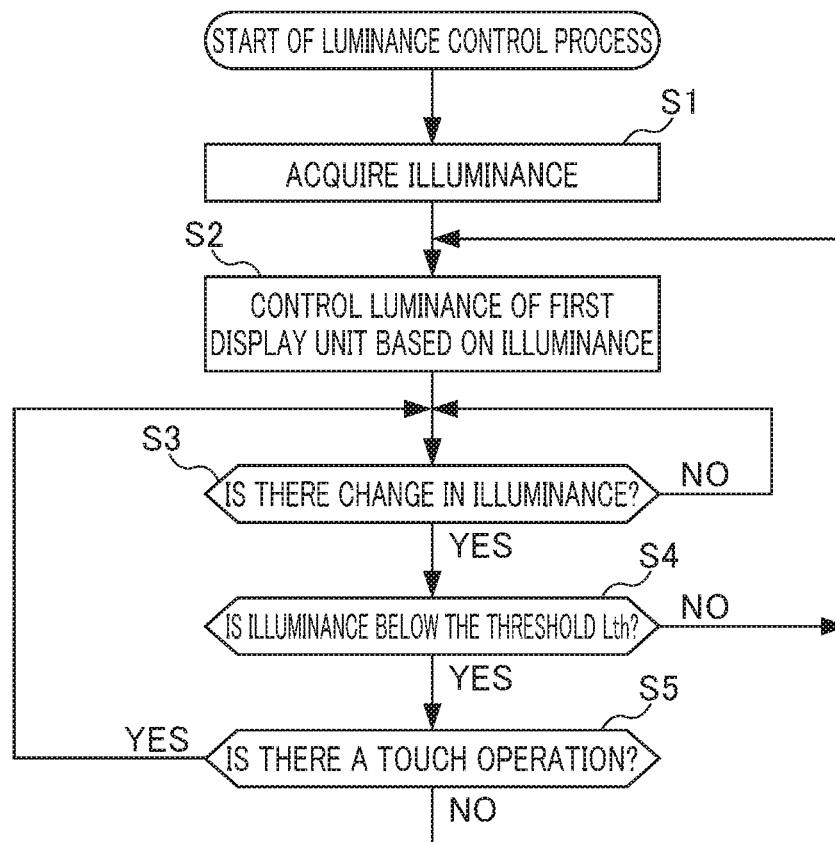 START OF LUMINANCE CONTROL PROCESS
S1
ACQUIRE ILLUMINANCE
S2
CONTROL LUMINANCE OF FIRST
DISPLAY UNIT BASED ON ILLUMINANCE
S3
IS THERE CHANGE IN ILLUMINANCE?
NO
YES
S4
IS ILLUMINANCE BELOW THE THRESHOLD Lth?
NO
YES
S5
YES
IS THERE A TOUCH OPERATION?
NO